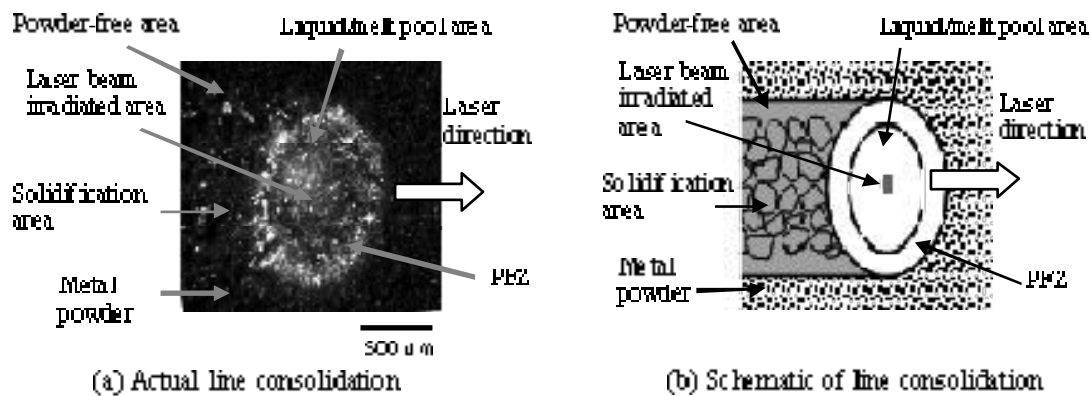 Powder-free area
Liquid/melt pool area
Laser beam
irradiated area
Laser
direction
Solidification
area
Metal
powder
PFZ
500 u m
(a) Actual line consolidation
Powder-free area
Liquid/melt pool area
Laser beam
irradiated
area
Laser
direction
Solidification
area
Metal
powder
PFZ
(b) Schematic of line consolidation